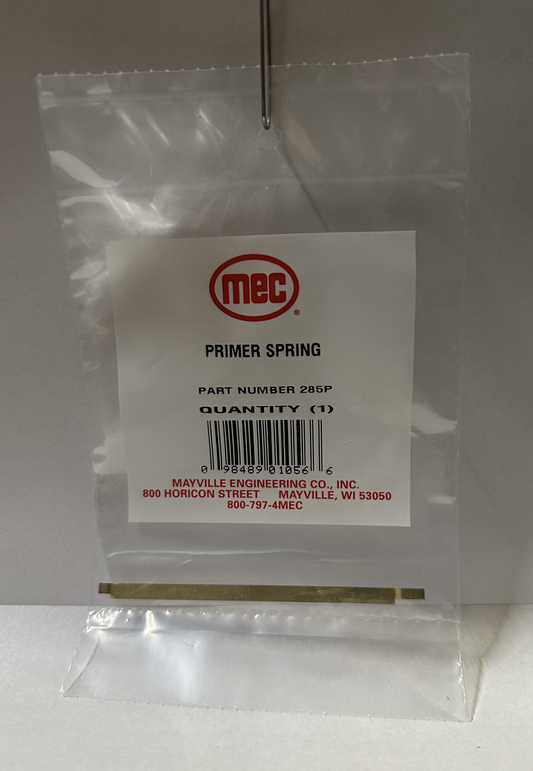 mec
®
PRIMER SPRING
PART NUMBER 285P
QUANTITY (1)
0 98489 01056 6
MAYVILLE ENGINEERING CO., INC.
800 HORICON STREET MAYVILLE, WI 53050
800-797-4MEC